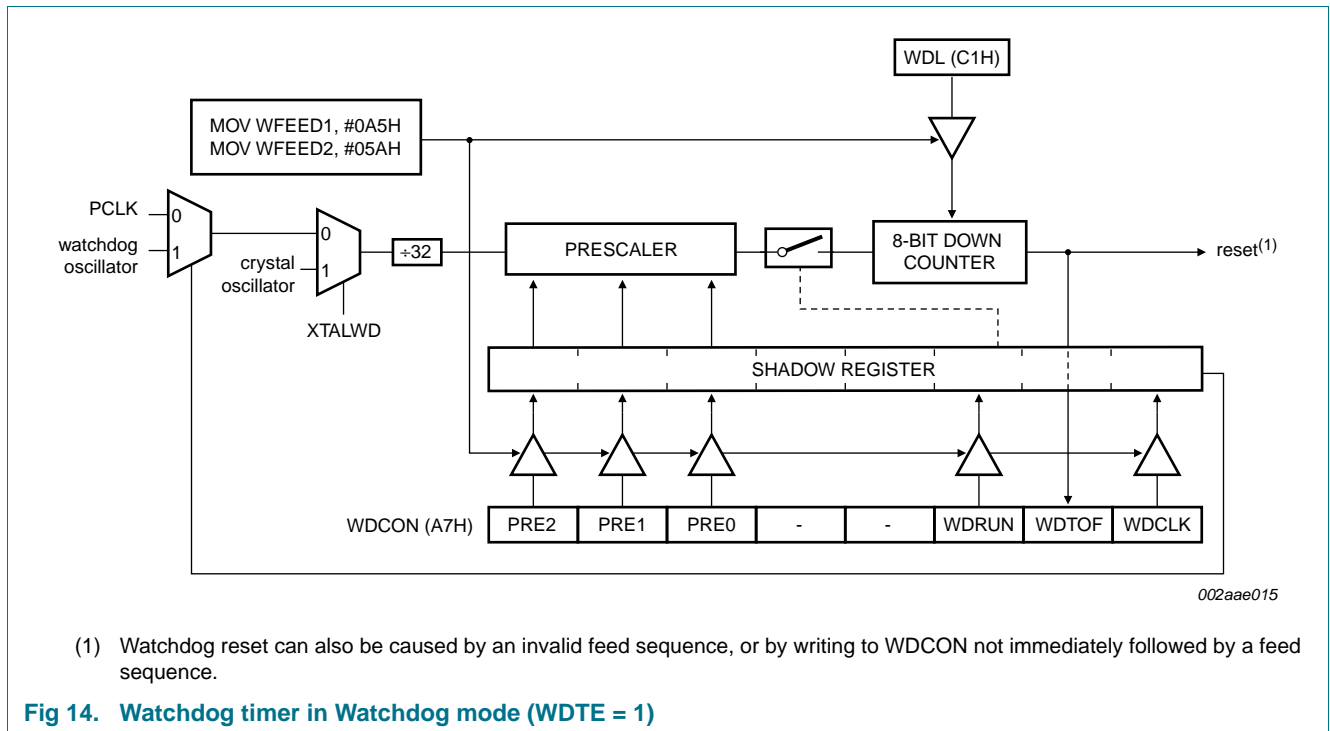 WDL (C1H)
MOV WFEED1, #0A5H
MOV WFEED2, #05AH
PCLK
0
watchdog
oscillator
1
0
crystal
oscillator
1
XTALWD
÷32
PRESCALER
8-BIT DOWN
COUNTER
reset(1)
SHADOW REGISTER
WDCON (A7H) PRE2 PRE1 PRE0 - - WDRUN WDTOF WDCLK
002aae015
(1) Watchdog reset can also be caused by an invalid feed sequence, or by writing to WDCON not immediately followed by a feed
sequence.
Fig 14. Watchdog timer in Watchdog mode (WDTE = 1)